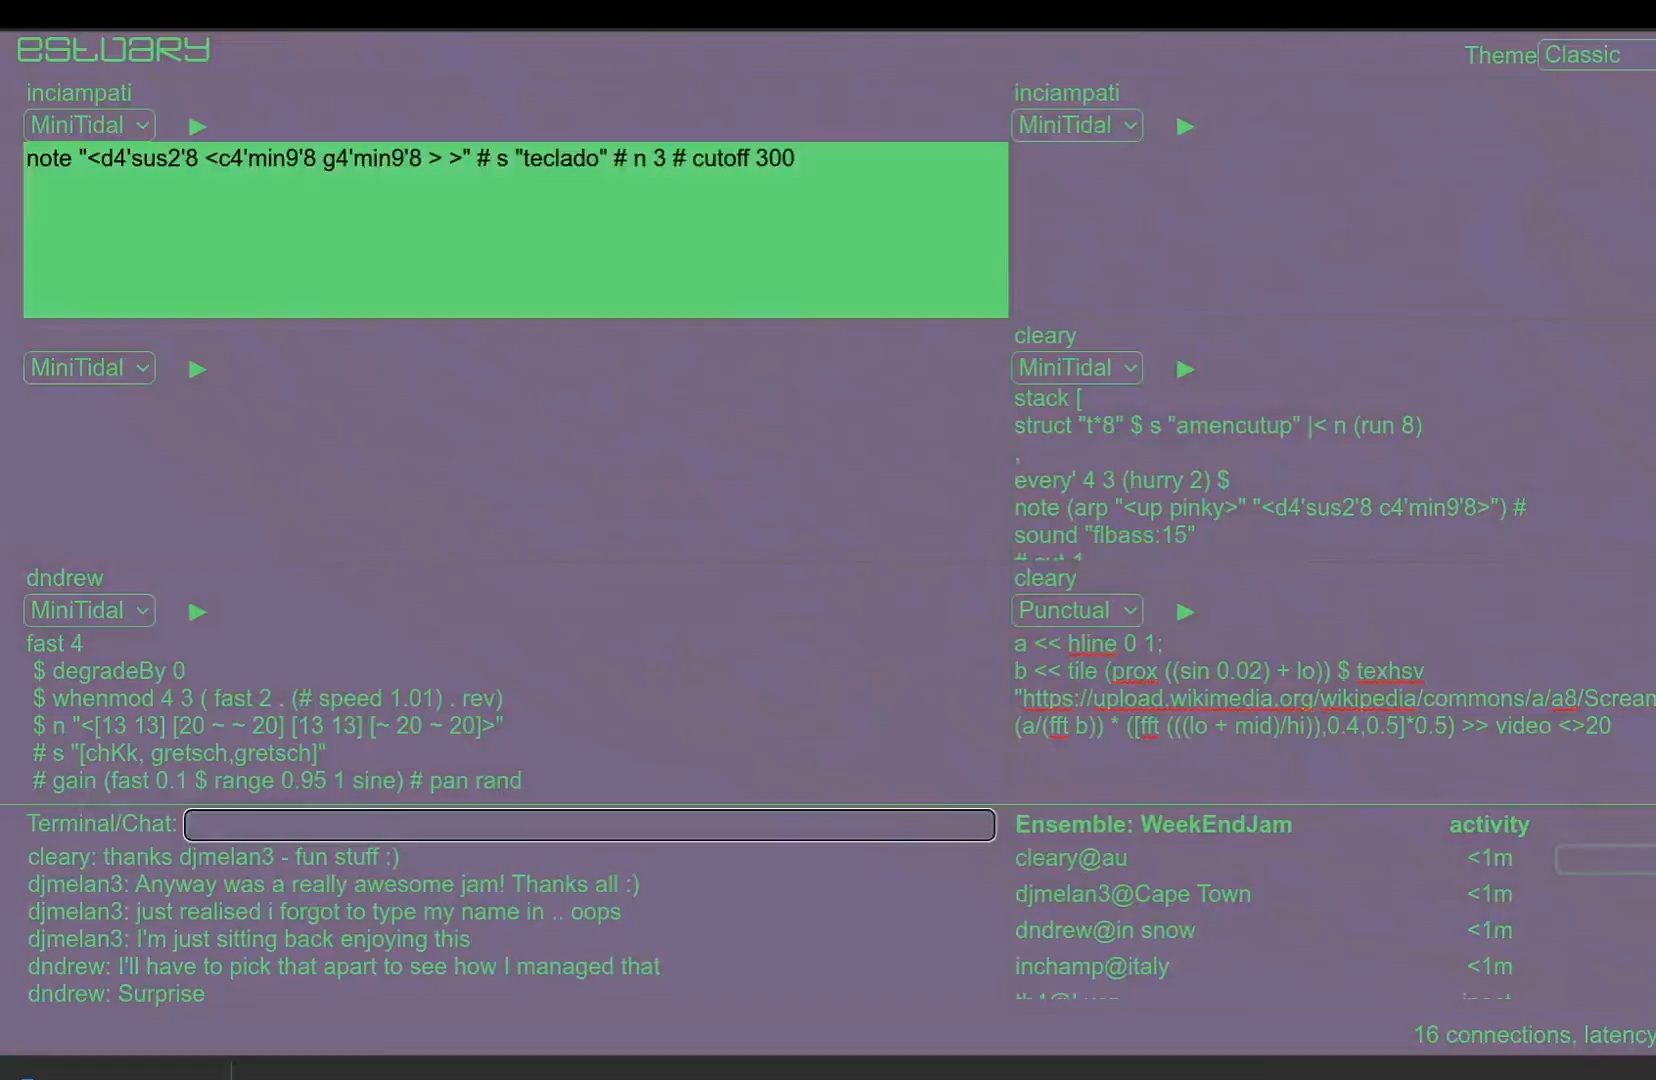 estuary
Theme Classic
inciampati
MiniTidal
note "<d4'sus2'8 <c4'min9'8 g4'min9'8 > >" # s "teclado" # n 3 # cutoff 300
inciampati
MiniTidal
MiniTidal
cleary
MiniTidal
stack [
struct "t*8" $ s "amencutup" |< n (run 8)
,
every' 4 3 (hurry 2) $
note (arp "<up pinky>" "<d4'sus2'8 c4'min9'8>") #
sound "flbass:15"
dndrew
MiniTidal
fast 4
$ degradeBy 0
$ whenmod 4 3 ( fast 2 . (# speed 1.01) . rev)
$ n "<[13 13] [20 ~ ~ 20] [13 13] [~ 20 ~ 20]>"
# s "[chKk, gretsch,gretsch]"
# gain (fast 0.1 $ range 0.95 1 sine) # pan rand
cleary
Punctual
a << hline 0 1;
b << tile (prox ((sin 0.02) + lo)) $ texhsv
"https://upload.wikimedia.org/wikipedia/commons/a/a8/Scream
(a/(fft b)) * ([fft (((lo + mid)/hi)),0.4,0.5]*0.5) >> video <>20
Terminal/Chat:
cleary: thanks djmelan3 - fun stuff :)
djmelan3: Anyway was a really awesome jam! Thanks all :)
djmelan3: just realised i forgot to type my name in .. oops
djmelan3: I'm just sitting back enjoying this
dndrew: I'll have to pick that apart to see how I managed that
dndrew: Surprise
Ensemble: WeekEndJam activity
cleary@au <1m
djmelan3@Cape Town <1m
dndrew@in snow <1m
inchamp@italy <1m
16 connections, latency